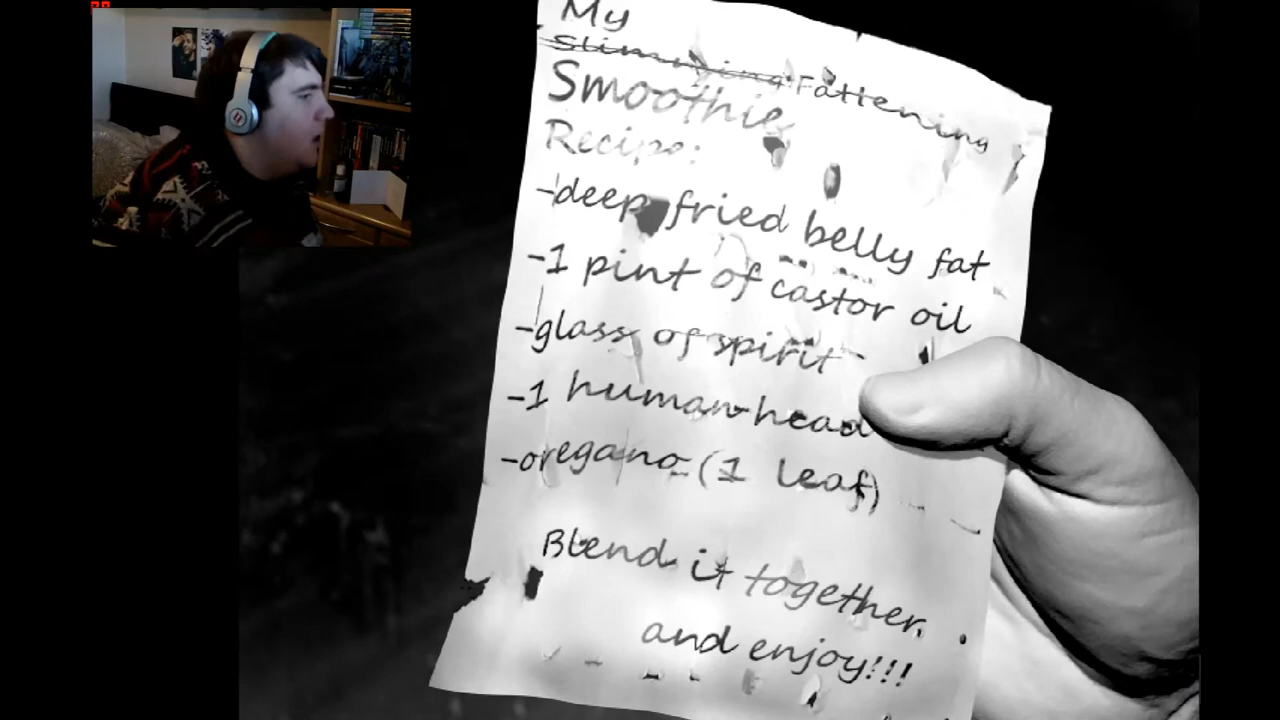 My
Slimming Fattening
Smoothie
Recipe:
-deep fried belly fat
-1 pint of castor oil
-glass of spirit
-1 human head
-oregano (1 leaf)
Blend it together
and enjoy!!!